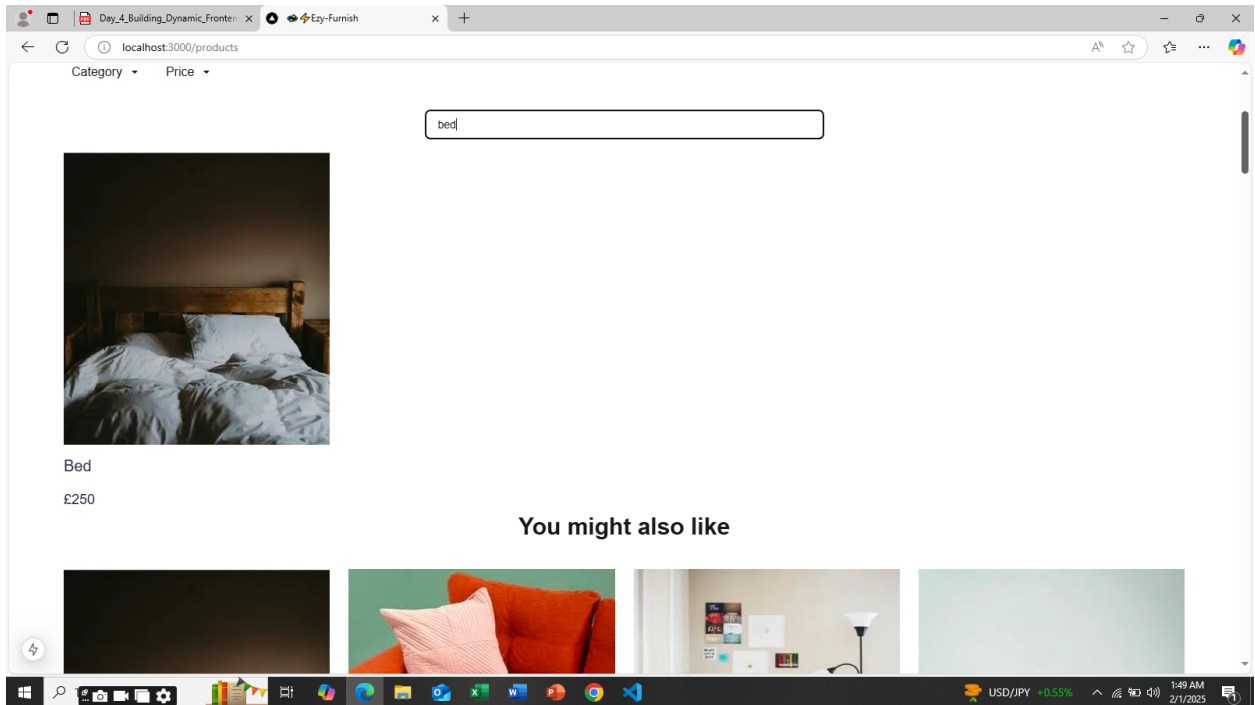 Day_4_Building_Dynamic_Fronten
Ezy-Furnish
localhost:3000/products
Category
Price
bed
Bed
£250
You might also like
USD/JPY +0.55%
1:49 AM
2/1/2025